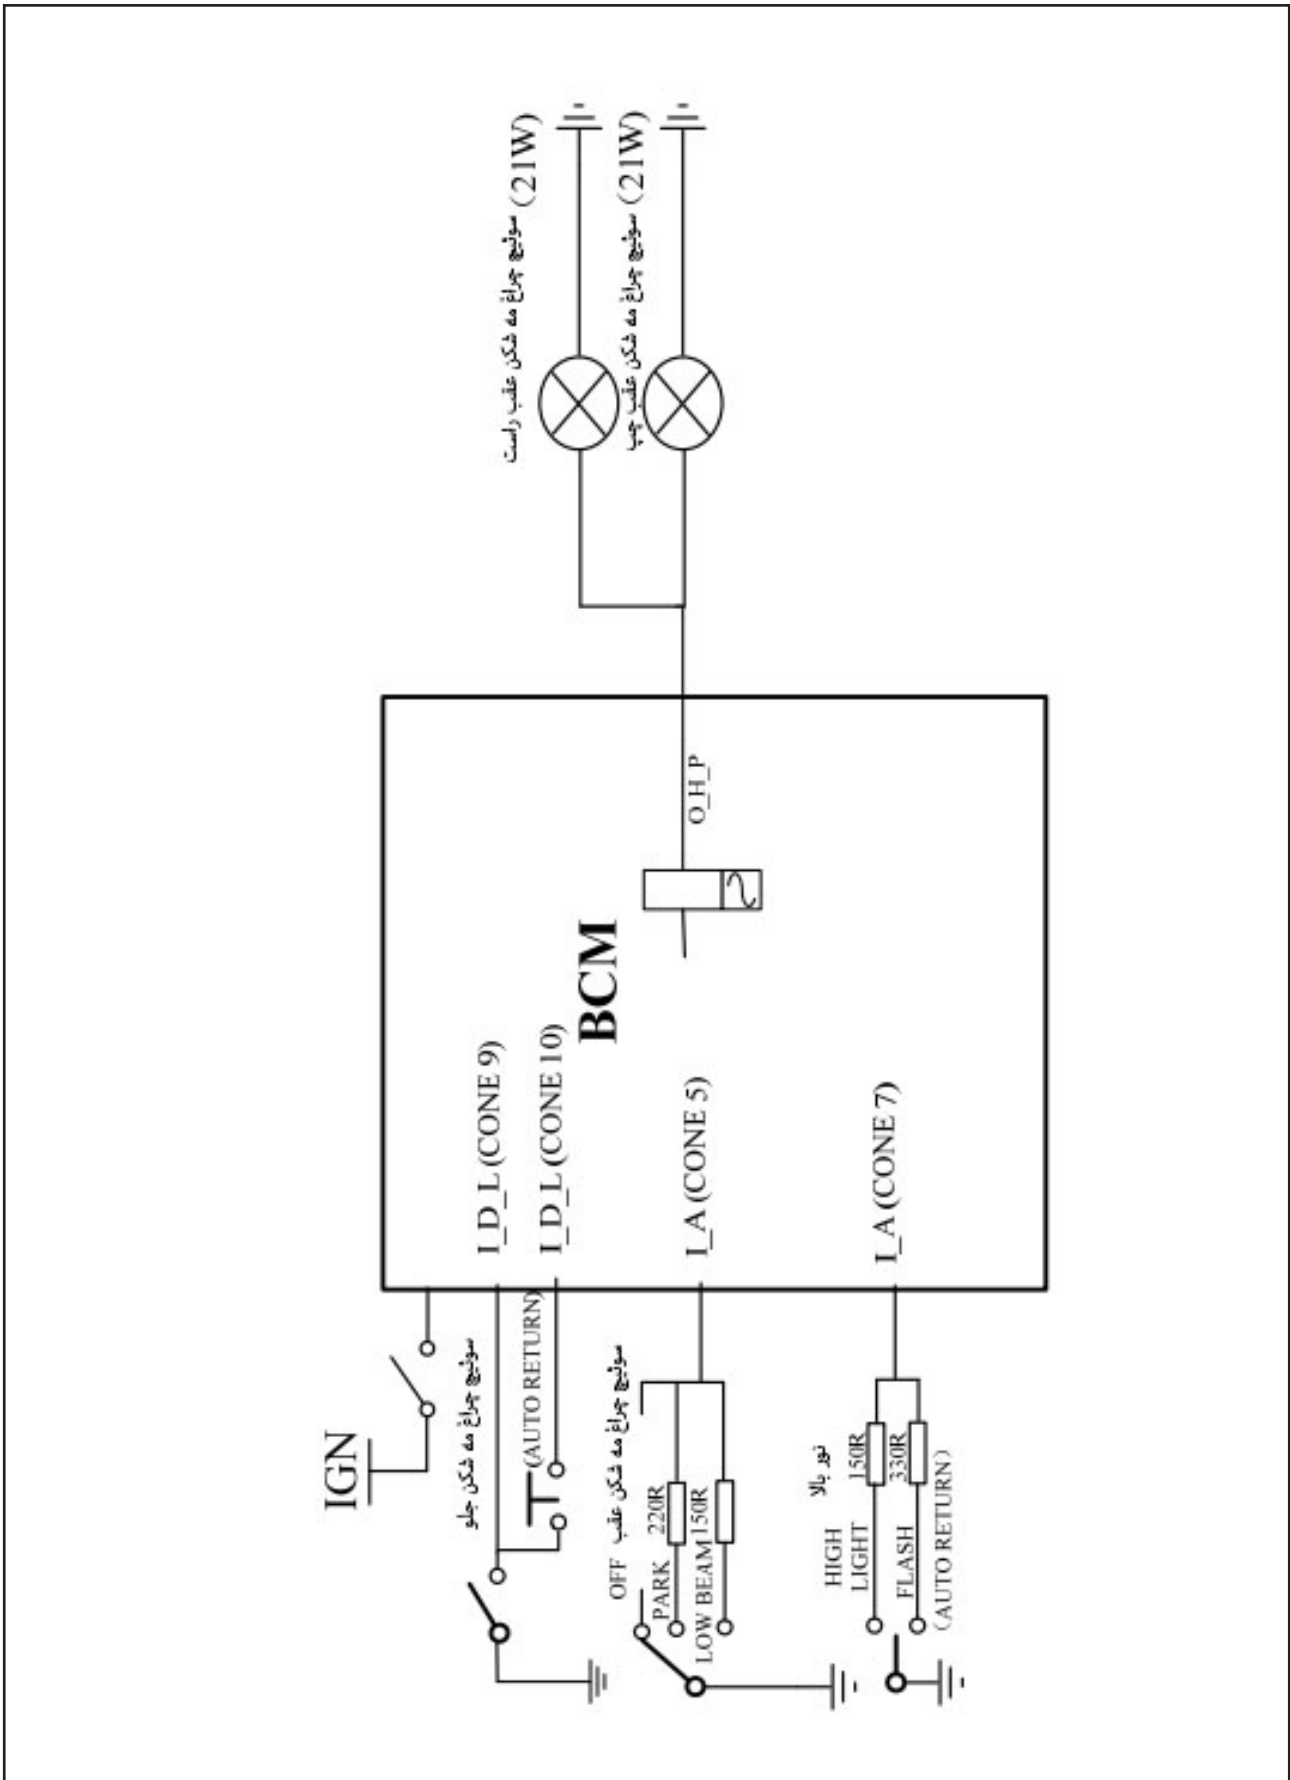 IGN
سوئیچ چراغ مه شکن جلو
(AUTO RETURN)
I_D_L (CONE 9)
I_D_L (CONE 10)
BCM
O_H_P
سوئیچ چراغ مه شکن عقب راست (21W)
سوئیچ چراغ مه شکن عقب چپ (21W)
OFF سوئیچ چراغ مه شکن عقب
PARK 220R
LOW BEAM 150R
I_A (CONE 5)
نور بالا
HIGH
LIGHT 150R
FLASH 330R
(AUTO RETURN)
I_A (CONE 7)